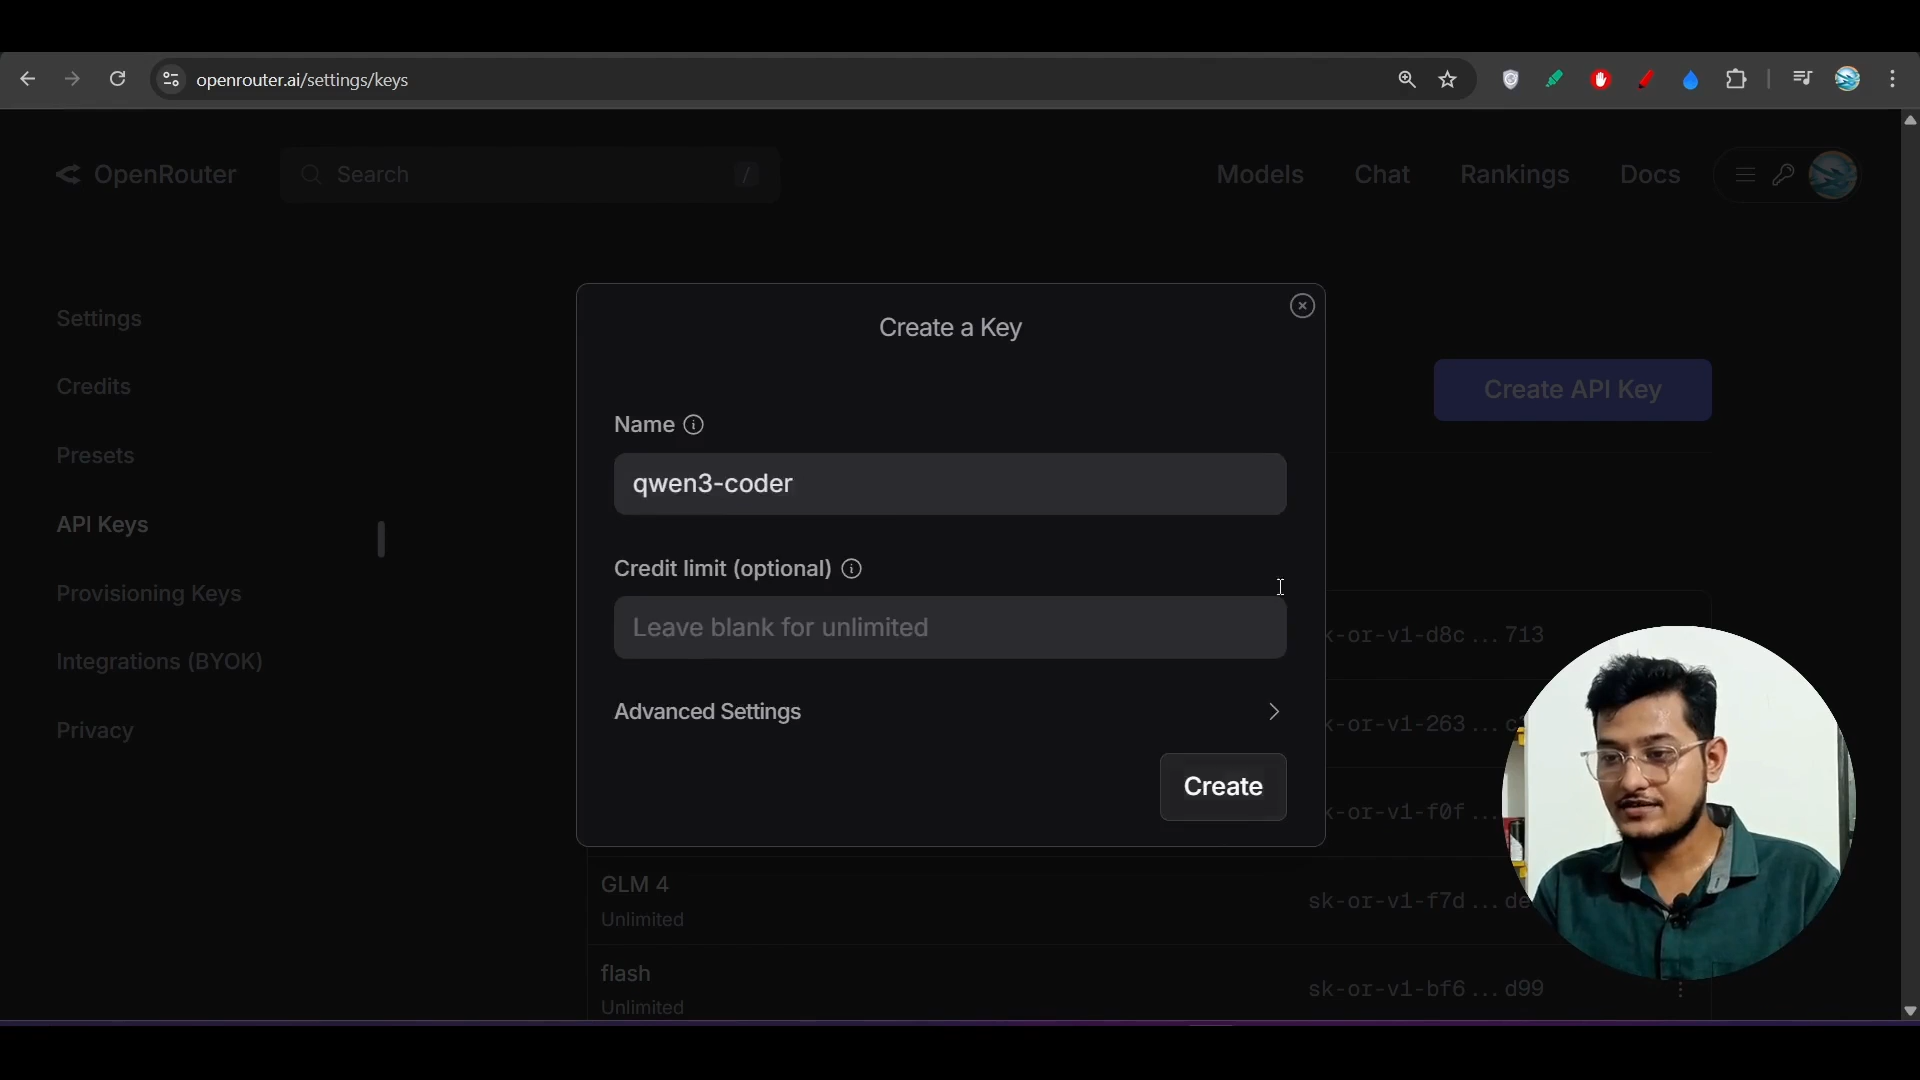 openrouter.ai/settings/keys
OpenRouter
Search
/
Models
Chat
Rankings
Docs
Settings
Credits
Presets
API Keys
Provisioning Keys
Integrations (BYOK)
Privacy
Create API Key
Create a Key
Name
qwen3-coder
Credit limit (optional)
Leave blank for unlimited
Advanced Settings
Create
k-or-v1-d8c...713
k-or-v1-263...c
k-or-v1-f0f...
GLM 4
Unlimited
sk-or-v1-f7d...de
flash
Unlimited
sk-or-v1-bf6...d99